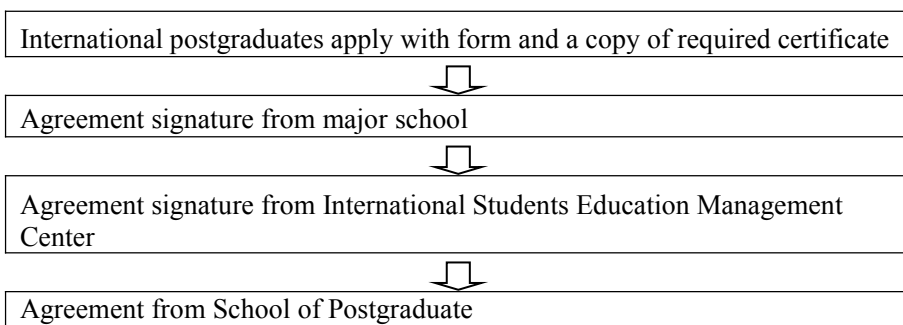 International postgraduates apply with form and a copy of required certificate
Agreement signature from major school
Agreement signature from International Students Education Management
Center
Agreement from School of Postgraduate